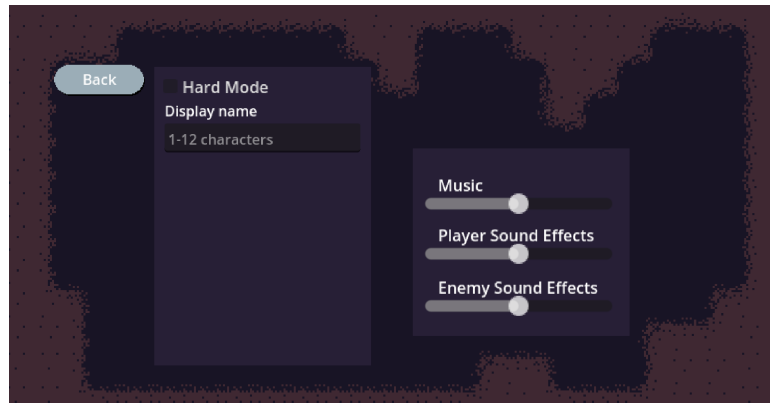 Back
Hard Mode
Display name
1-12 characters
Music
Player Sound Effects
Enemy Sound Effects